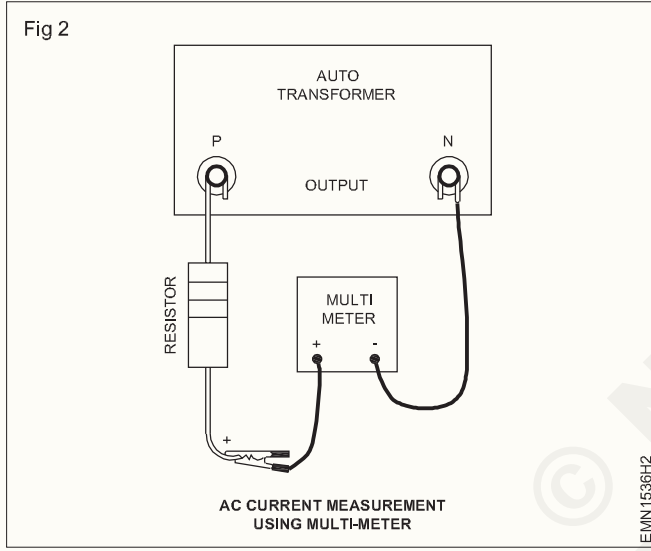 Fig 2
AUTO
TRANSFORMER
P
N
OUTPUT
RESISTOR
MULTI
METER
+ -
+
AC CURRENT MEASUREMENT
USING MULTI-METER
©
EMN1536H2